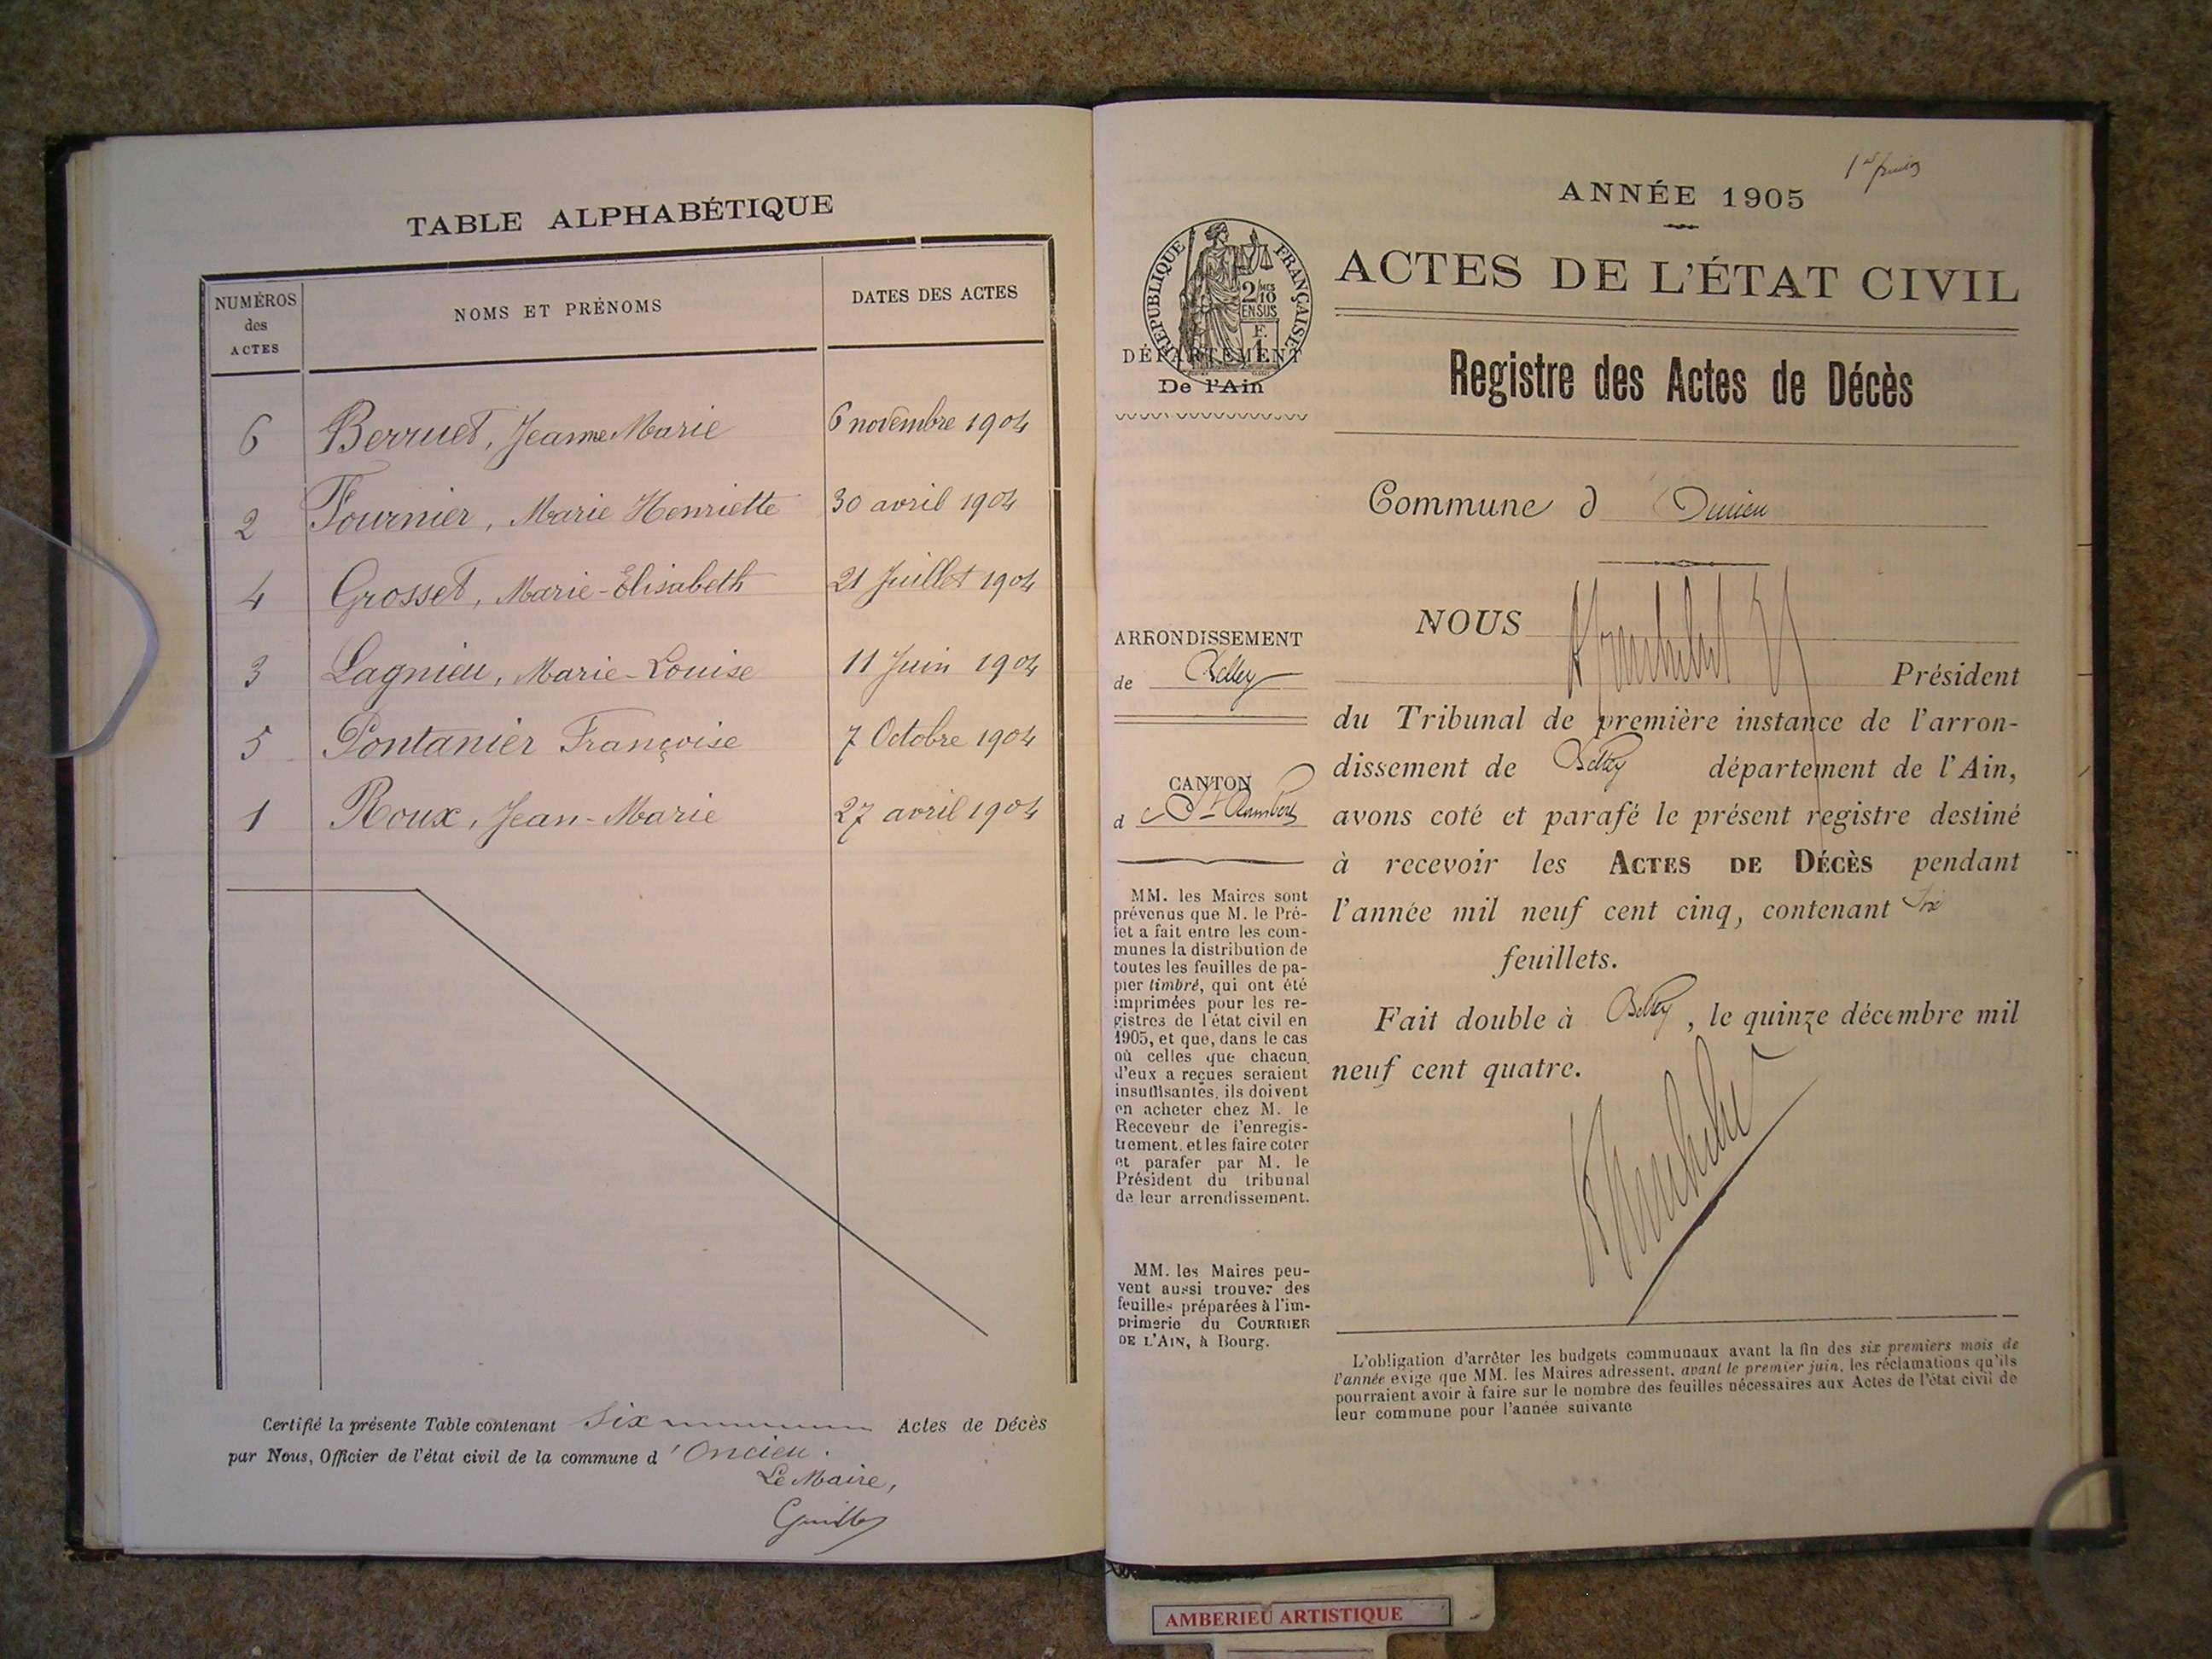 TABLE ALPHABÉTIQUE
NUMÉROS
des
ACTES
NOMS ET PRÉNOMS
DATES DES ACTES
6 Berruet, Jeanne Marie 6 novembre 1904
2 Fournier, Marie Henriette 30 avril 1904
4 Grosset, Marie-Elisabeth 21 Juillet 1904
3 Lagnieu, Marie-Louise 11 Juin 1904
5 Pontanier Françoise 7 Octobre 1904
1 Roux, Jean-Marie 27 avril 1904
Certifié la présente Table contenant Six Actes de Décès
par Nous, Officier de l'état civil de la commune d'Oncieu.
Le Maire,
ANNÉE 1905
ACTES DE L'ÉTAT CIVIL
RÉPUBLIQUE FRANÇAISE
2/10
MES
EN SUS
F.
1
DÉPARTEMENT
De l'Ain
Registre des Actes de Décès
Commune d Oncieu
ARRONDISSEMENT
de Belley
CANTON
d e St Rambert
MM. les Maires sont
prévenus que M. le Pré-
fet a fait entre les com-
munes la distribution de
toutes les feuilles de pa-
pier timbré, qui ont été
imprimées pour les re-
gistres de l'état civil en
1905, et que, dans le cas
où celles que chacun
d'eux a reçues seraient
insuffisantes, ils doivent
en acheter chez M. le
Receveur de l'enregis-
trement, et les faire coter
et parafer par M. le
Président du tribunal
de leur arrondissement.
MM. les Maires peu-
vent aussi trouver des
feuilles préparées à l'im-
primerie du COURRIER
DE L'AIN, à Bourg.
NOUS
Président
du Tribunal de première instance de l'arron-
dissement de Belley département de l'Ain,
avons coté et parafé le présent registre destiné
à recevoir les ACTES DE DÉCÈS pendant
l'année mil neuf cent cinq, contenant Six
feuillets.
Fait double à Belley, le quinze décembre mil
neuf cent quatre.
L'obligation d'arrêter les budgets communaux avant la fin des six premiers mois de
l'année exige que MM. les Maires adressent, avant le premier juin, les réclamations qu'ils
pourraient avoir à faire sur le nombre des feuilles nécessaires aux Actes de l'état civil de
leur commune pour l'année suivante
AMBERIEU ARTISTIQUE